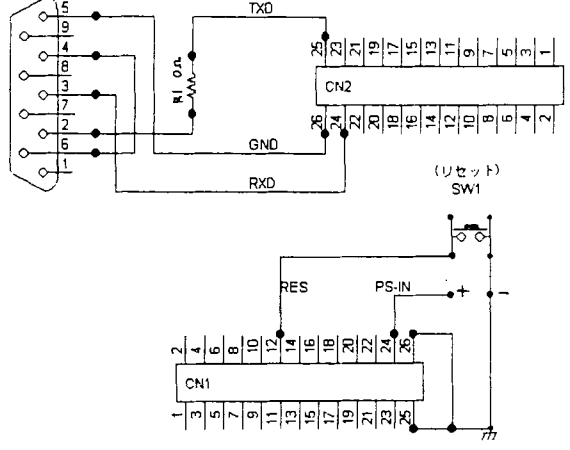 5
9
4
8
3
7
2
6
1
TXD
R1 0Ω
GND
RXD
25 23 21 19 17 15 13 11 9 7 5 3 1
CN2
26 24 22 20 18 16 14 12 10 8 6 4 2
(リセット)
SW1
RES
PS-IN
+
-
2 4 6 8 10 12 14 16 18 20 22 24 26
CN1
1 3 5 7 9 11 13 15 17 19 21 23 25